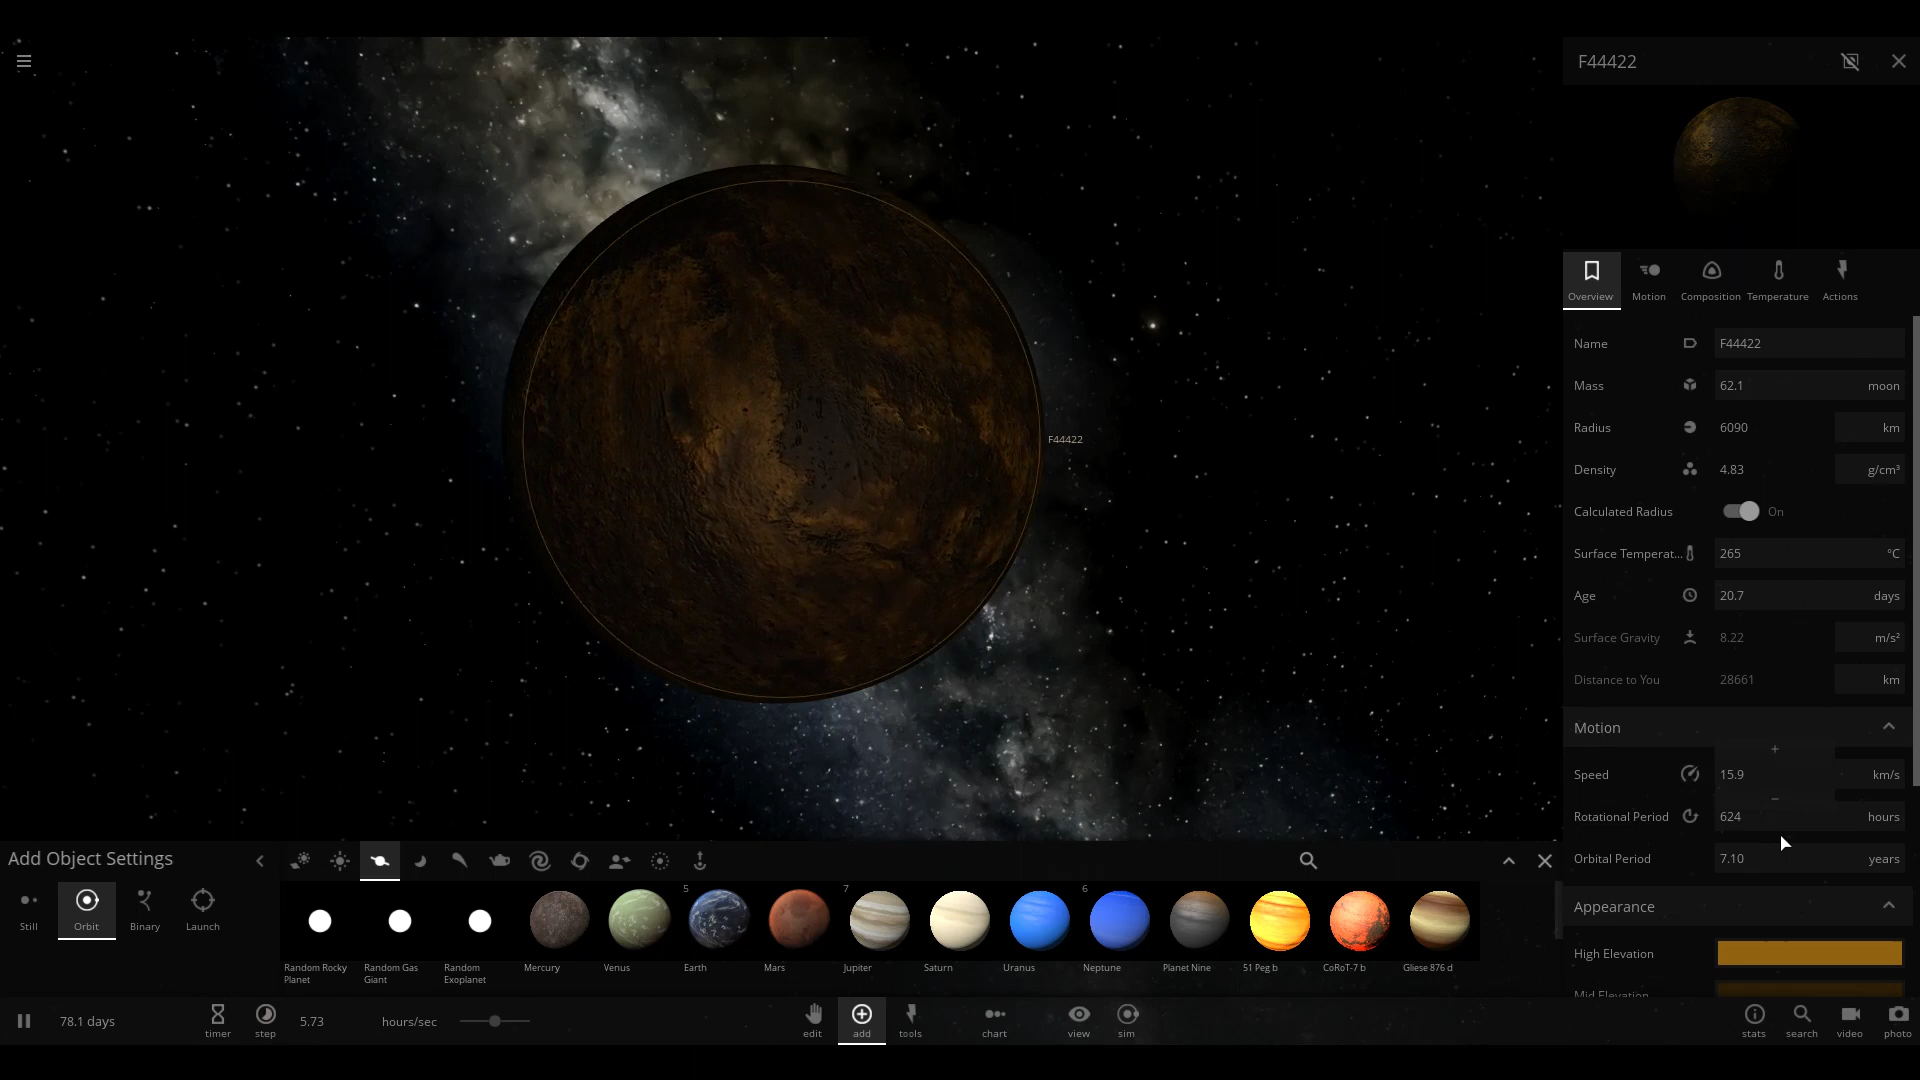 F44422
Overview Motion Composition Temperature Actions
Name F44422
Mass 62.1 moon
Radius 6090 km
F44422
Density 4.83 g/cm³
Calculated Radius On
Surface Temperat... 265 °C
Age 20.7 days
Surface Gravity 8.22 m/s²
Distance to You 28661 km
Motion
+
Speed 15.9 km/s
−
Rotational Period 624 hours
Orbital Period 7.10 years
Appearance
High Elevation
Mid Elevation
Add Object Settings
Still Orbit Binary Launch
5 7 6
Random Rocky Planet
Random Gas Giant
Random Exoplanet
Mercury
Venus
Earth
Mars
Jupiter
Saturn
Uranus
Neptune
Planet Nine
51 Peg b
CoRoT-7 b
Gliese 876 d
78.1 days
timer
step
5.73 hours/sec
edit
add
tools
chart
view
sim
stats
search
video
photo